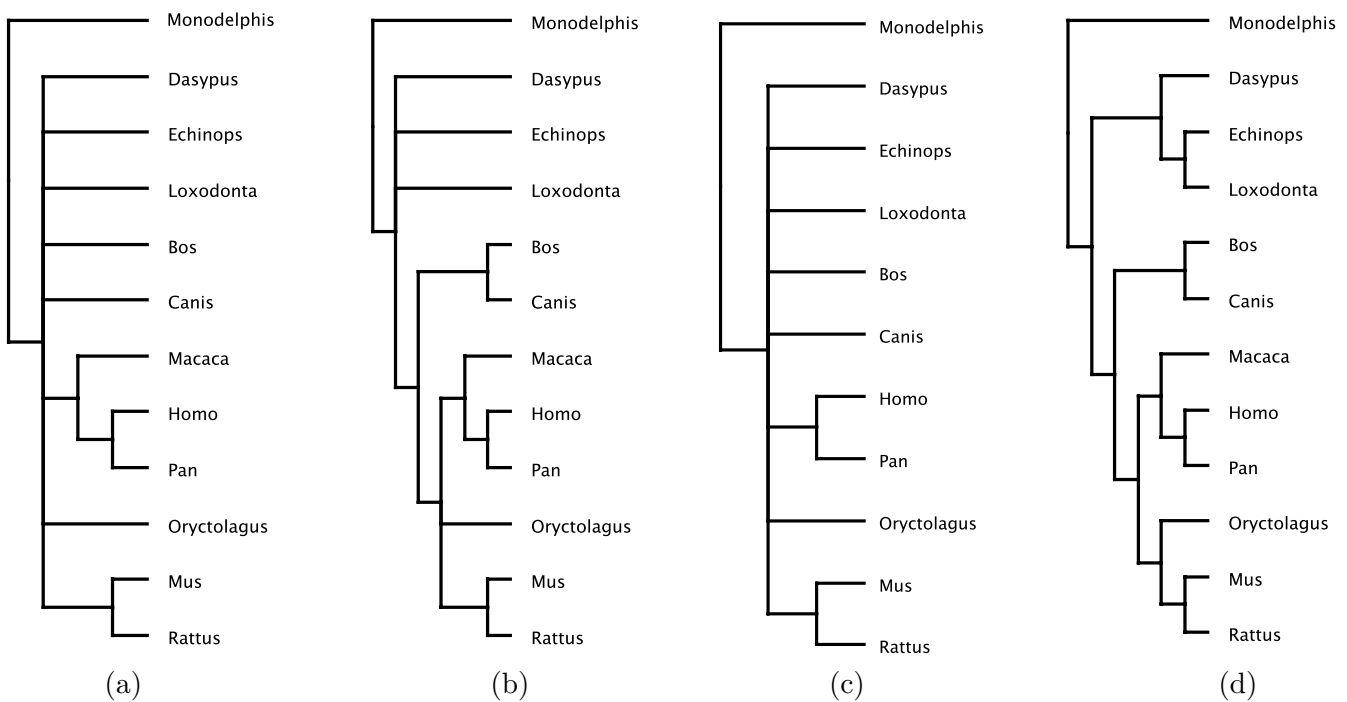 Monodelphis
Dasypus
Echinops
Loxodonta
Bos
Canis
Macaca
Homo
Pan
Oryctolagus
Mus
Rattus
(a)
Monodelphis
Dasypus
Echinops
Loxodonta
Bos
Canis
Macaca
Homo
Pan
Oryctolagus
Mus
Rattus
(b)
Monodelphis
Dasypus
Echinops
Loxodonta
Bos
Canis
Homo
Pan
Oryctolagus
Mus
Rattus
(c)
Monodelphis
Dasypus
Echinops
Loxodonta
Bos
Canis
Macaca
Homo
Pan
Oryctolagus
Mus
Rattus
(d)